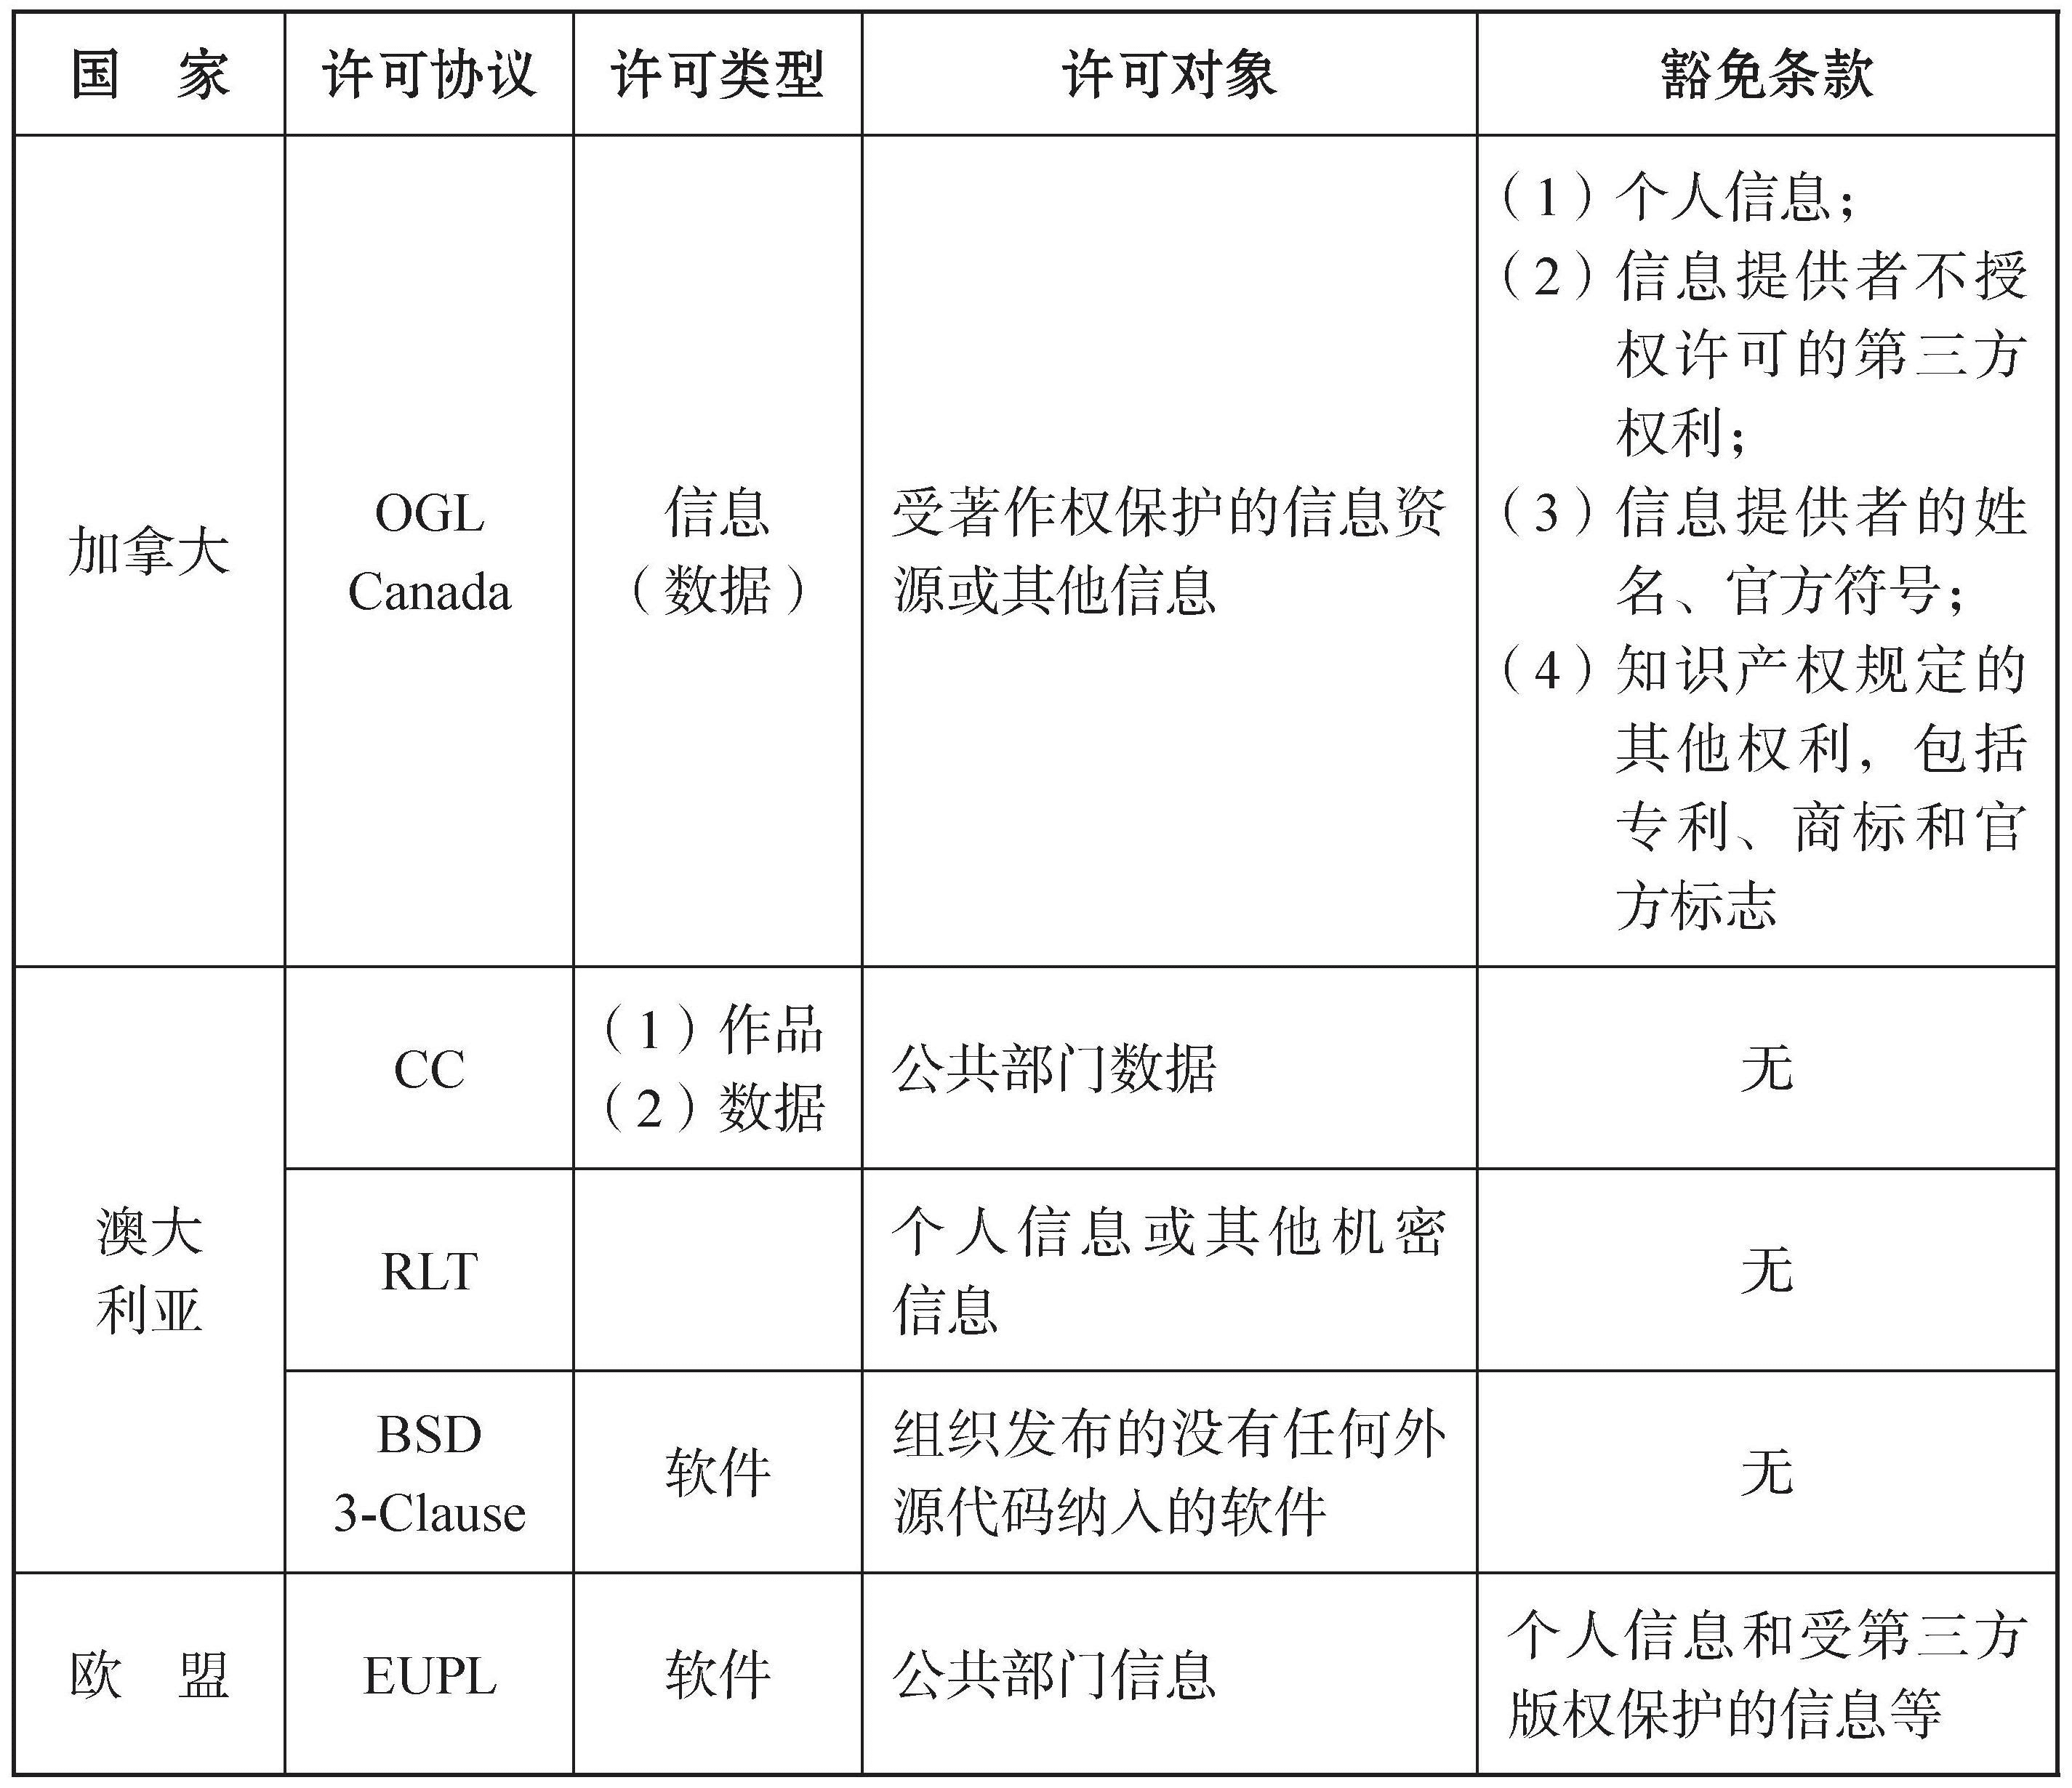 国　家　许可协议　许可类型　许可对象　豁免条款
加拿大
OGL
Canada
信息
（数据）
受著作权保护的信息资
源或其他信息
（1）个人信息；
（2）信息提供者不授
权许可的第三方
权利；
（3）信息提供者的姓
名、官方符号；
（4）知识产权规定的
其他权利，包括
专利、商标和官
方标志
澳大
利亚
CC
（1）作品
（2）数据
公共部门数据
无
RLT
个人信息或其他机密
信息
无
BSD
3-Clause
软件
组织发布的没有任何外
源代码纳入的软件
无
欧　盟
EUPL
软件
公共部门信息
个人信息和受第三方
版权保护的信息等